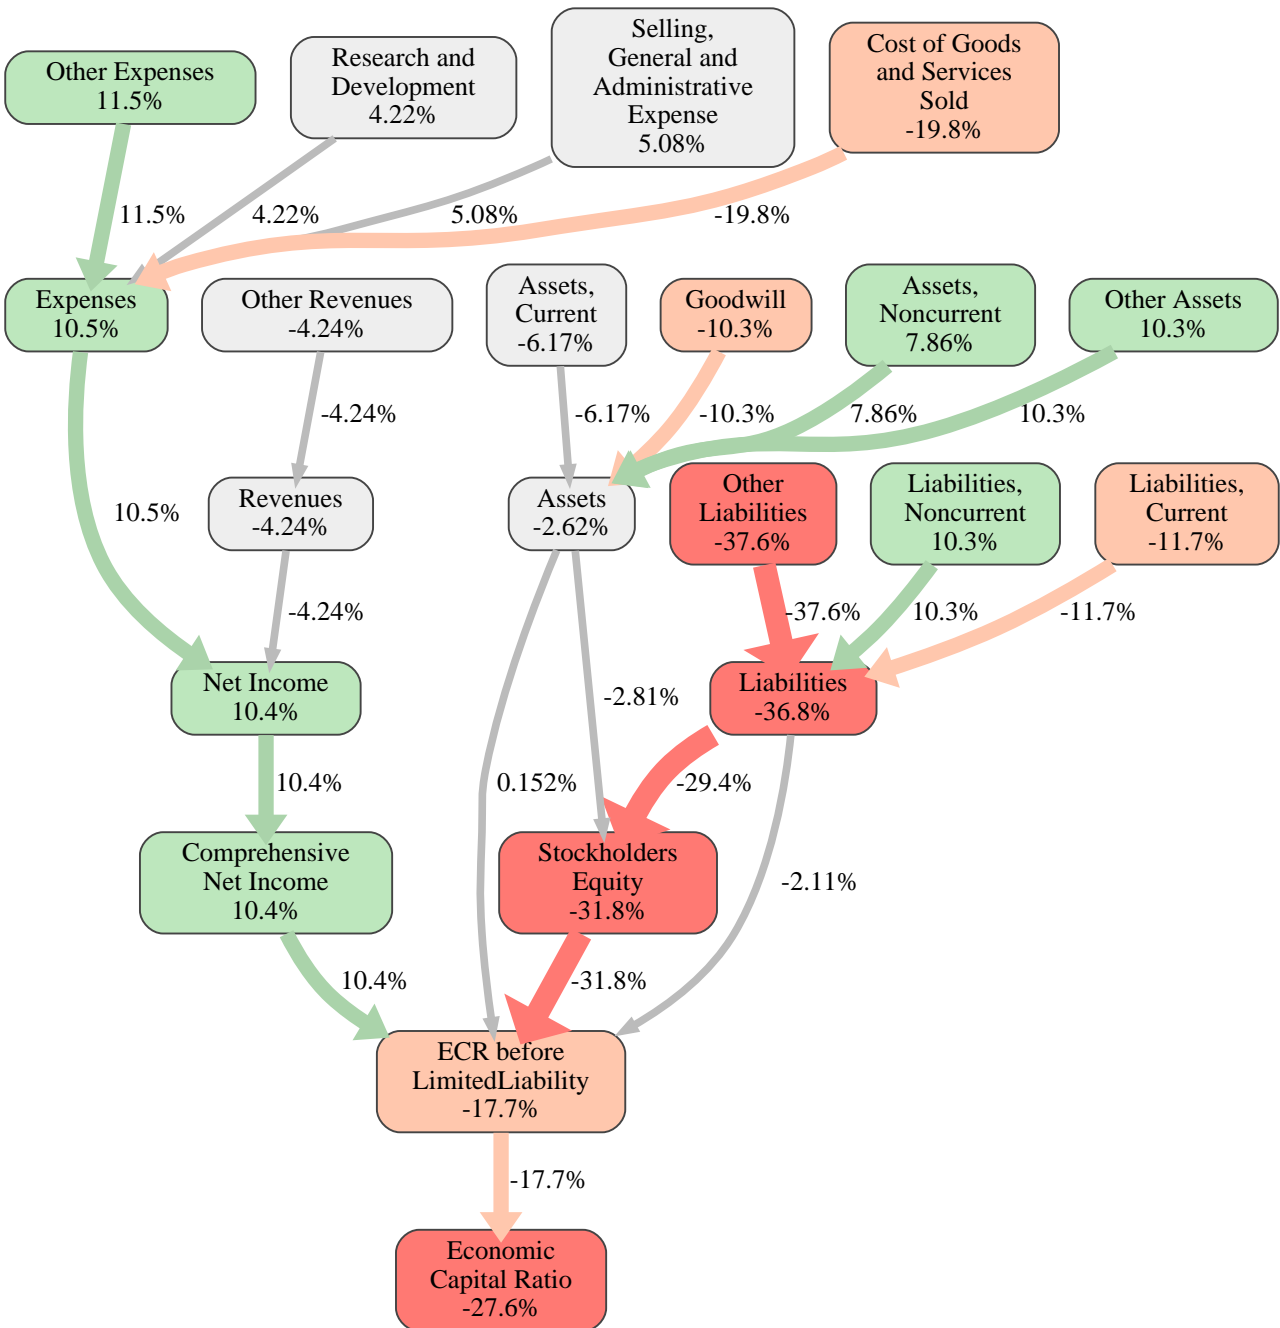 Other Expenses
11.5%
Research and
Development
4.22%
Selling,
General and
Administrative
Expense
5.08%
Cost of Goods
and Services
Sold
-19.8%
11.5%
4.22%
5.08%
-19.8%
Expenses
10.5%
Other Revenues
-4.24%
Assets,
Current
-6.17%
Goodwill
-10.3%
Assets,
Noncurrent
7.86%
Other Assets
10.3%
-4.24%
-6.17%
-10.3%
7.86%
10.3%
10.5%
Revenues
-4.24%
Assets
-2.62%
Other
Liabilities
-37.6%
Liabilities,
Noncurrent
10.3%
Liabilities,
Current
-11.7%
-4.24%
-37.6%
10.3%
-11.7%
Net Income
10.4%
-2.81%
Liabilities
-36.8%
10.4%
0.152%
-29.4%
Comprehensive
Net Income
10.4%
Stockholders
Equity
-31.8%
-2.11%
10.4%
-31.8%
ECR before
LimitedLiability
-17.7%
-17.7%
Economic
Capital Ratio
-27.6%